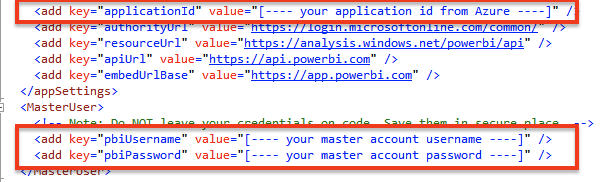 <add key="applicationId" value="[---- your application id from Azure ----]" /
<add key="authorityUrl" value="https://login.microsoftonline.com/common/" />
<add key="resourceUrl" value="https://analysis.windows.net/powerbi/api" />
<add key="apiUrl" value="https://api.powerbi.com" />
<add key="embedUrlBase" value="https://app.powerbi.com" />
</appSettings>
<MasterUser>
<!-- Note: Do NOT leave your credentials on code. Save them in secure place. -->
<add key="pbiUsername" value="[---- your master account username ----]" />
<add key="pbiPassword" value="[---- your master account password ----]" />
</MasterUser>